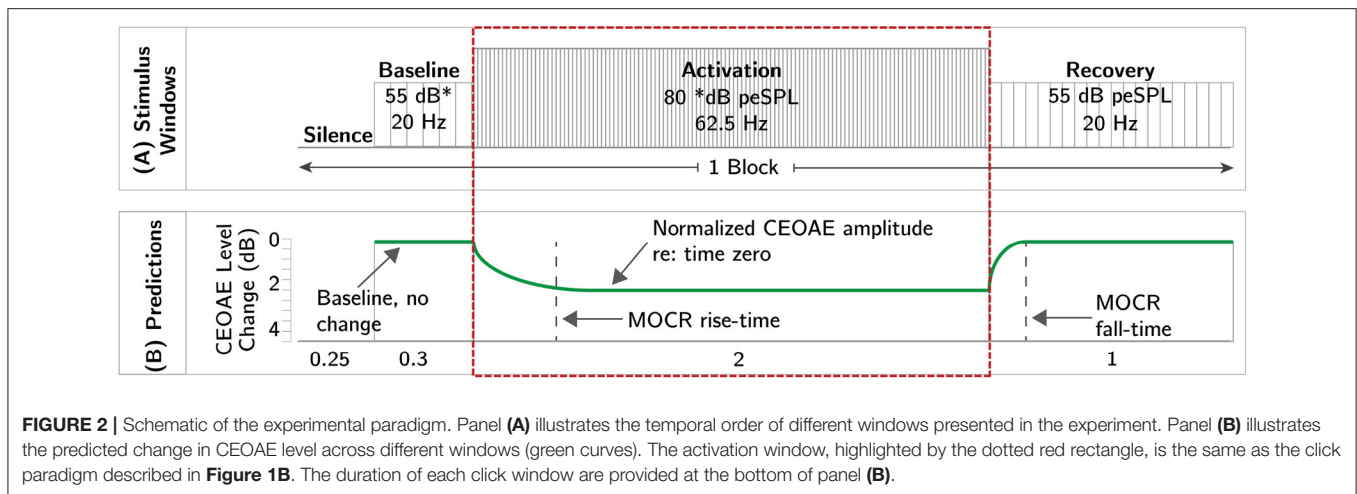 (A) Stimulus
Windows
Silence
Baseline
55 dB*
20 Hz
Activation
80 *dB peSPL
62.5 Hz
Recovery
55 dB peSPL
20 Hz
1 Block
(B) Predictions
CEOAE Level
Change (dB)
0
2
4
Baseline, no
change
Normalized CEOAE amplitude
re: time zero
MOCR rise-time
MOCR
fall-time
0.25 0.3 2 1
FIGURE 2 | Schematic of the experimental paradigm. Panel (A) illustrates the temporal order of different windows presented in the experiment. Panel (B) illustrates
the predicted change in CEOAE level across different windows (green curves). The activation window, highlighted by the dotted red rectangle, is the same as the click
paradigm described in Figure 1B. The duration of each click window are provided at the bottom of panel (B).